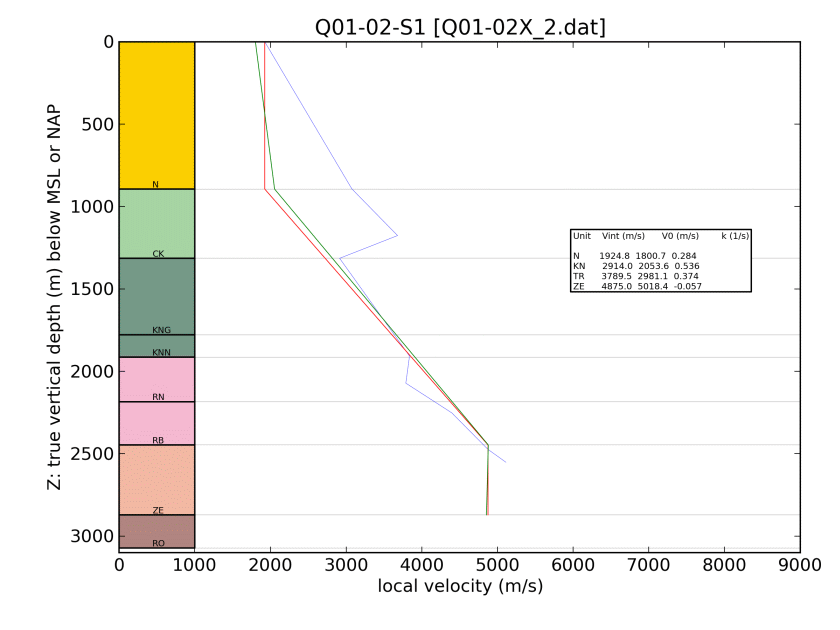 Q01-02-S1 [Q01-02X_2.dat]
Z: true vertical depth (m) below MSL or NAP
0
500
1000
1500
2000
2500
3000
N
CK
KNG
KNN
RN
RB
ZE
RO
Unit Vint (m/s) V0 (m/s) k (1/s)
N 1924.8 1800.7 0.284
KN 2914.0 2053.6 0.536
TR 3789.5 2981.1 0.374
ZE 4875.0 5018.4 -0.057
0 1000 2000 3000 4000 5000 6000 7000 8000 9000
local velocity (m/s)